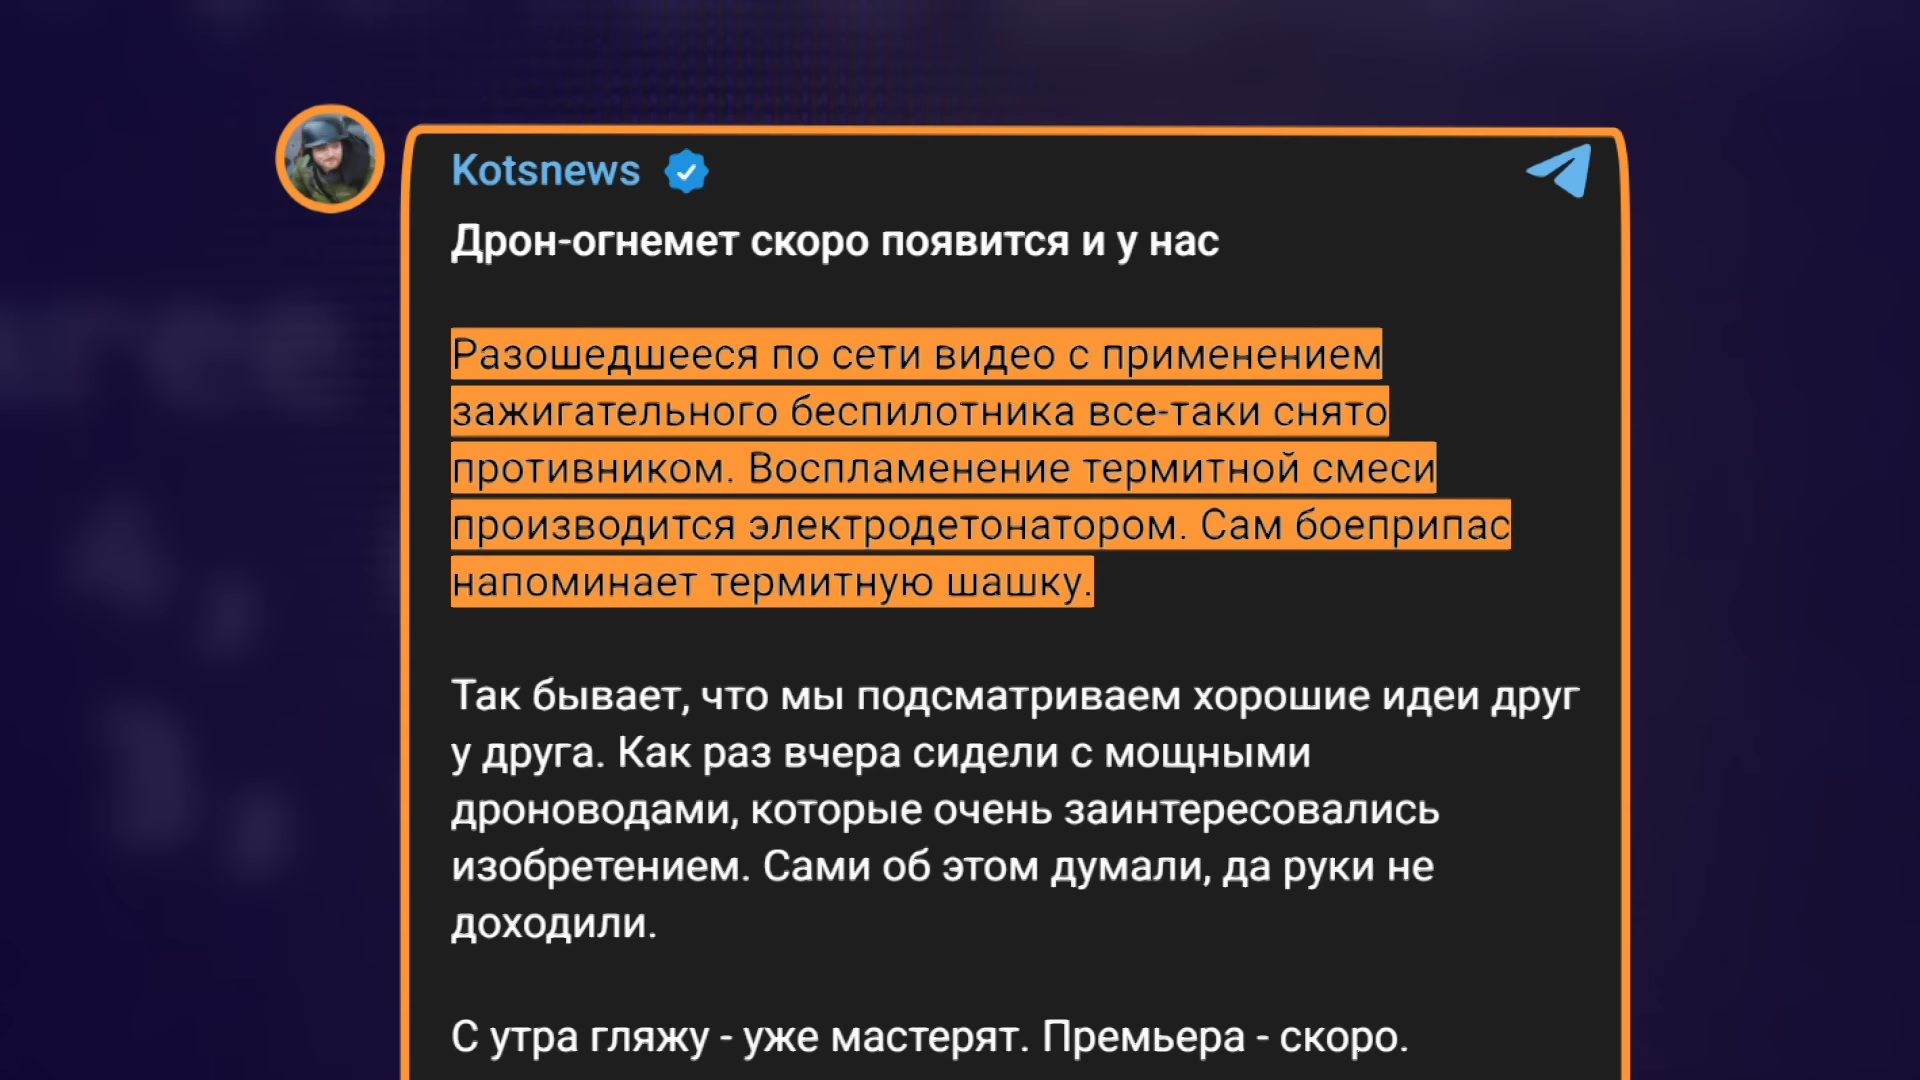 Kotsnews
Дрон-огнемет скоро появится и у нас
Разошедшееся по сети видео с применением
зажигательного беспилотника все-таки снято
противником. Воспламенение термитной смеси
производится электродетонатором. Сам боеприпас
напоминает термитную шашку.
Так бывает, что мы подсматриваем хорошие идеи друг
у друга. Как раз вчера сидели с мощными
дроноводами, которые очень заинтересовались
изобретением. Сами об этом думали, да руки не
доходили.
С утра гляжу - уже мастерят. Премьера - скоро.